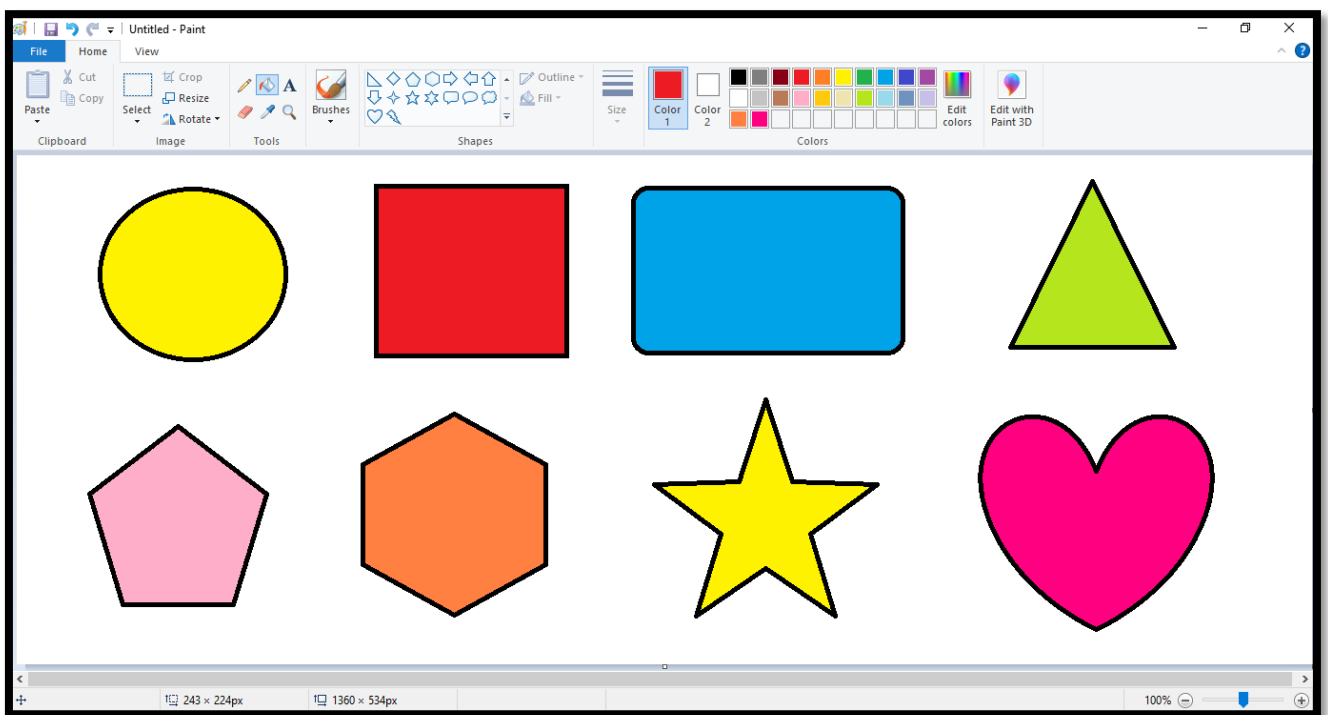 Untitled - Paint
File Home View
Paste
Cut
Copy
Clipboard
Select
Crop
Resize
Rotate
Image
A
Tools
Brushes
Shapes
Outline
Fill
Size
Color 1
Color 2
Colors
Edit colors
Edit with Paint 3D
243 × 224px
1360 × 534px
100%